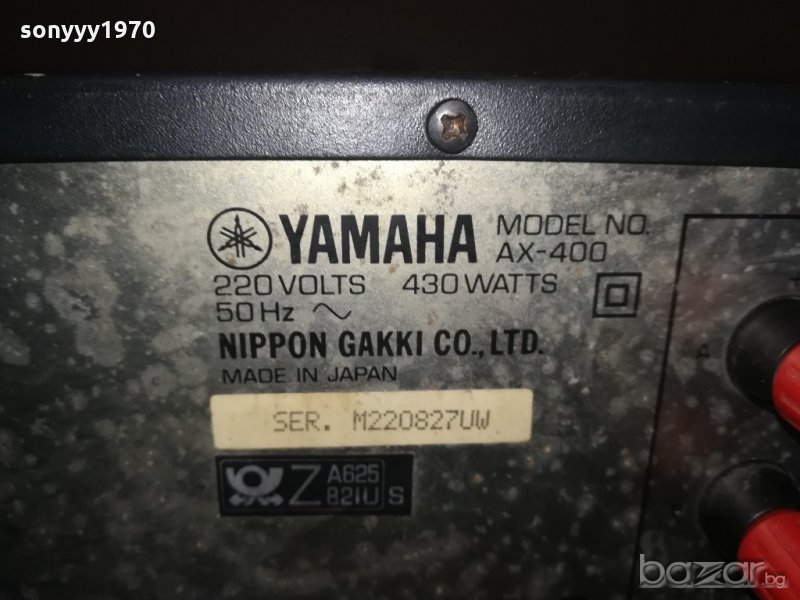 sonyyy1970
YAMAHA MODEL NO.
AX-400
220 VOLTS 430 WATTS
50 Hz ~
NIPPON GAKKI CO., LTD.
MADE IN JAPAN
SER. M220827UW
Z A625
821U S
+
A
bazar.bg